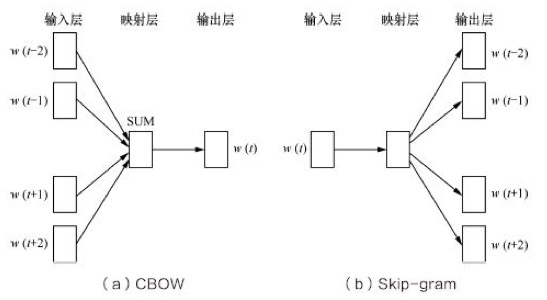 输入层 映射层 输出层 输入层 映射层 输出层
w (t−2) w (t−2)
w (t−1) w (t−1)
SUM
w (t) w (t)
w (t+1) w (t+1)
w (t+2) w (t+2)
(a) CBOW (b) Skip-gram